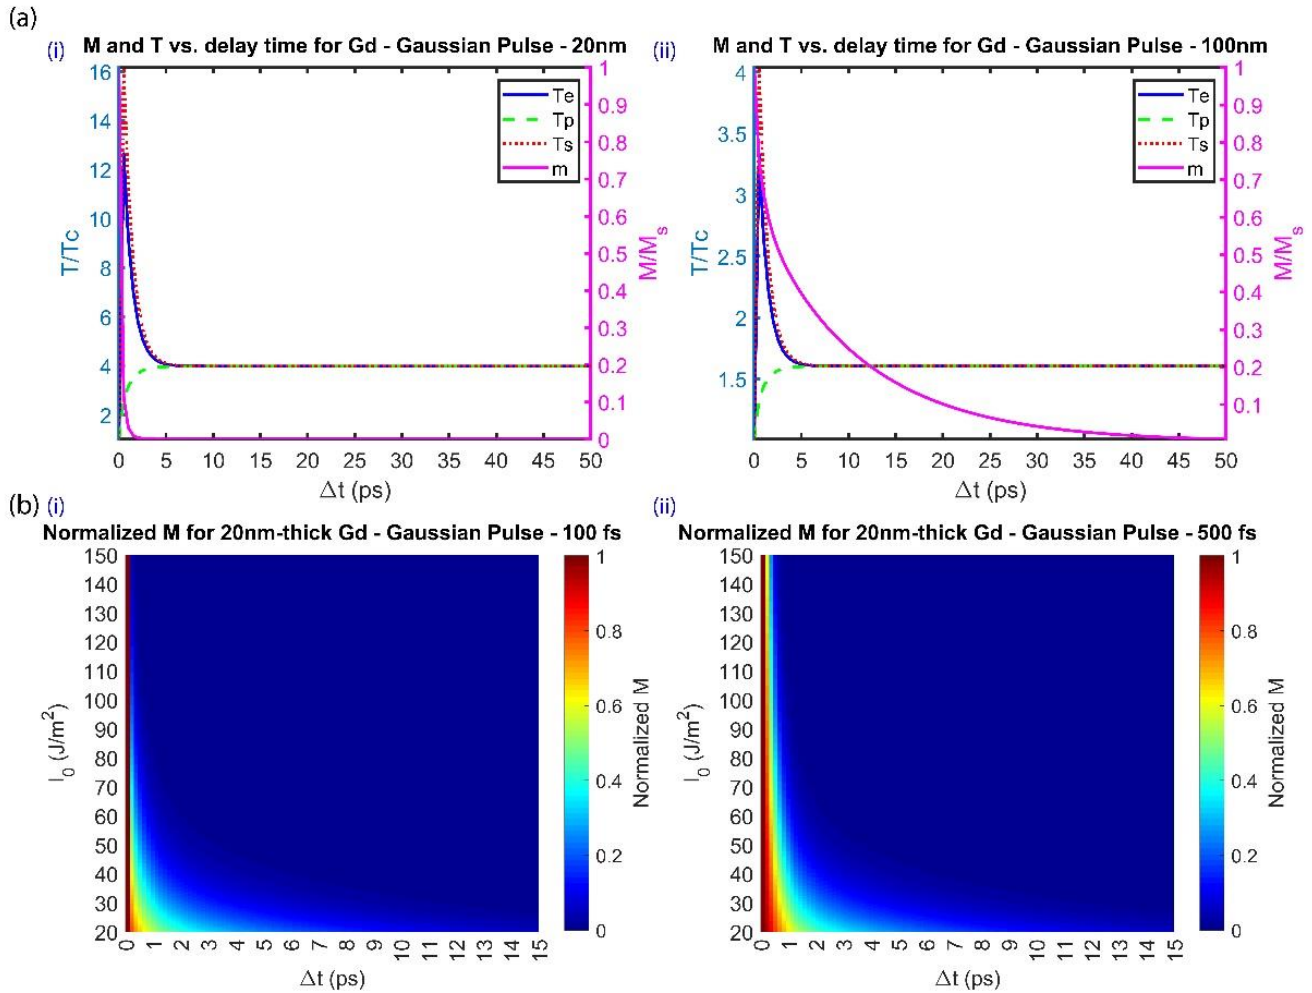 (a)
(i) M and T vs. delay time for Gd - Gaussian Pulse - 20nm
16
14
12
10
8
6
4
2
T/Tc
Te
Tp
Ts
m
1
0.9
0.8
0.7
0.6
0.5
0.4
0.3
0.2
0.1
0
M/Ms
0 5 10 15 20 25 30 35 40 45 50
Δt (ps)
(ii) M and T vs. delay time for Gd - Gaussian Pulse - 100nm
4
3.5
3
2.5
2
1.5
T/Tc
Te
Tp
Ts
m
1
0.9
0.8
0.7
0.6
0.5
0.4
0.3
0.2
0.1
M/Ms
0 5 10 15 20 25 30 35 40 45 50
Δt (ps)
(b) (i)
Normalized M for 20nm-thick Gd - Gaussian Pulse - 100 fs
150
140
130
120
110
100
90
80
70
60
50
40
30
20
I0 (J/m2)
0 1 2 3 4 5 6 7 8 9 10 11 12 13 14 15
Δt (ps)
1
0.8
0.6
0.4
0.2
0
Normalized M
(ii)
Normalized M for 20nm-thick Gd - Gaussian Pulse - 500 fs
150
140
130
120
110
100
90
80
70
60
50
40
30
20
I0 (J/m2)
0 1 2 3 4 5 6 7 8 9 10 11 12 13 14 15
Δt (ps)
1
0.8
0.6
0.4
0.2
0
Normalized M